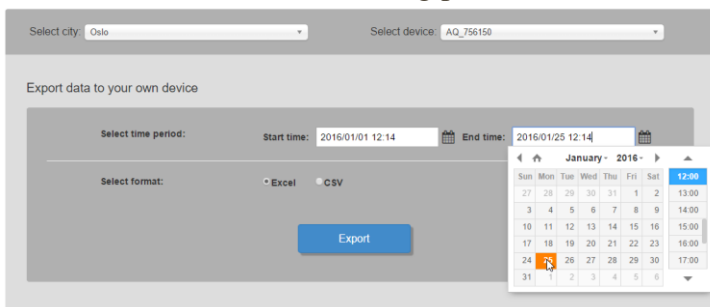 Select city: Oslo Select device: AQ_756150
Export data to your own device
Select time period: Start time: 2016/01/01 12:14 End time: 2016/01/25 12:14
January 2016
Sun Mon Tue Wed Thu Fri Sat 12:00
27 28 29 30 31 1 2 13:00
3 4 5 6 7 8 9 14:00
10 11 12 13 14 15 16 15:00
17 18 19 20 21 22 23 16:00
24 25 26 27 28 29 30 17:00
31 1 2 3 4 5 6
Select format: Excel CSV
Export